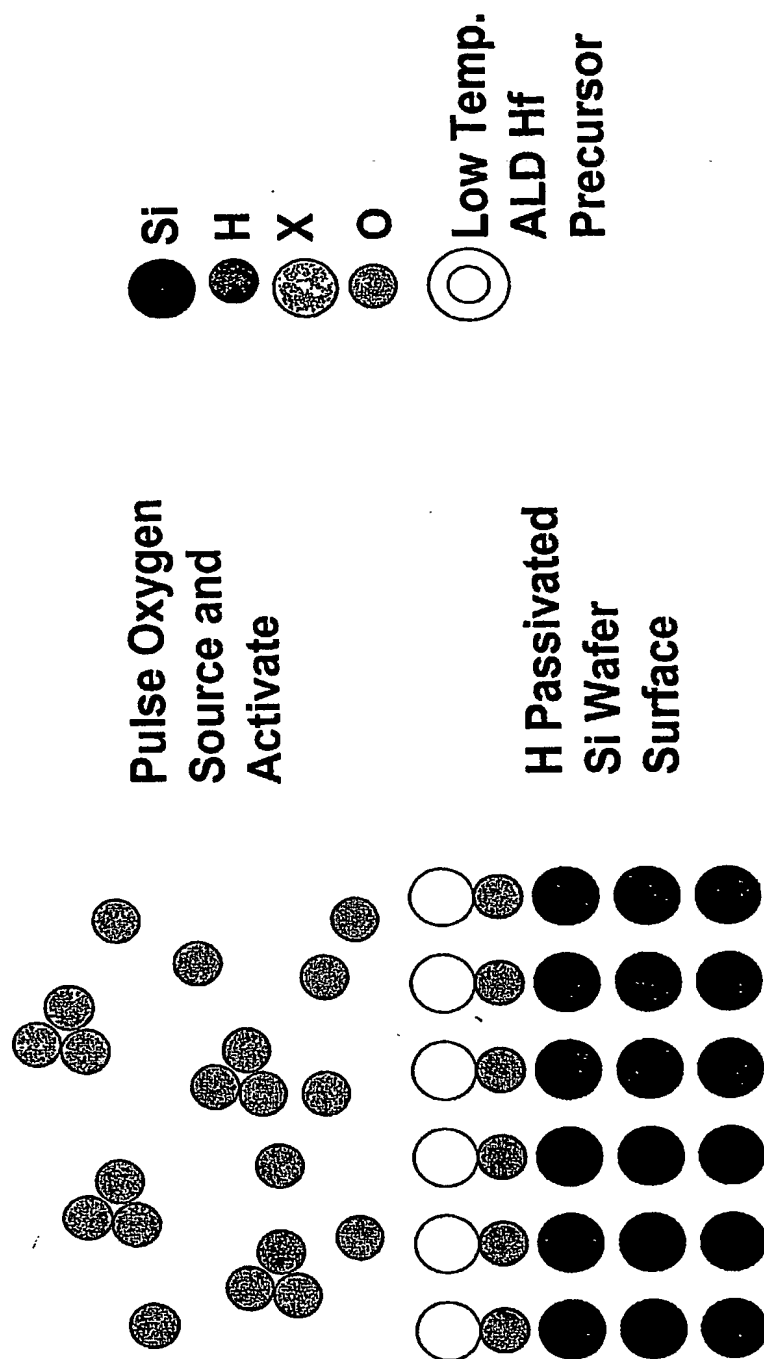 Pulse Oxygen
Source and
Activate
H Passivated
Si Wafer
Surface
Si
H
X
O
Low Temp.
ALD Hf
Precursor